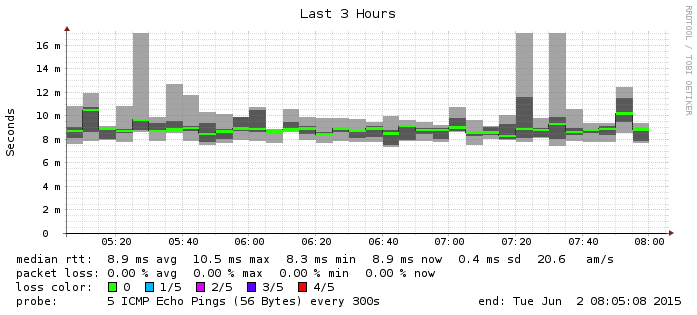 Last 3 Hours
RRDTOOL / TOBI OETIKER
Seconds
16 m
14 m
12 m
10 m
8 m
6 m
4 m
2 m
0
05:20 05:40 06:00 06:20 06:40 07:00 07:20 07:40 08:00
median rtt: 8.9 ms avg 10.5 ms max 8.3 ms min 8.9 ms now 0.4 ms sd 20.6 am/s
packet loss: 0.00 % avg 0.00 % max 0.00 % min 0.00 % now
loss color: 0 1/5 2/5 3/5 4/5
probe: 5 ICMP Echo Pings (56 Bytes) every 300s end: Tue Jun 2 08:05:08 2015